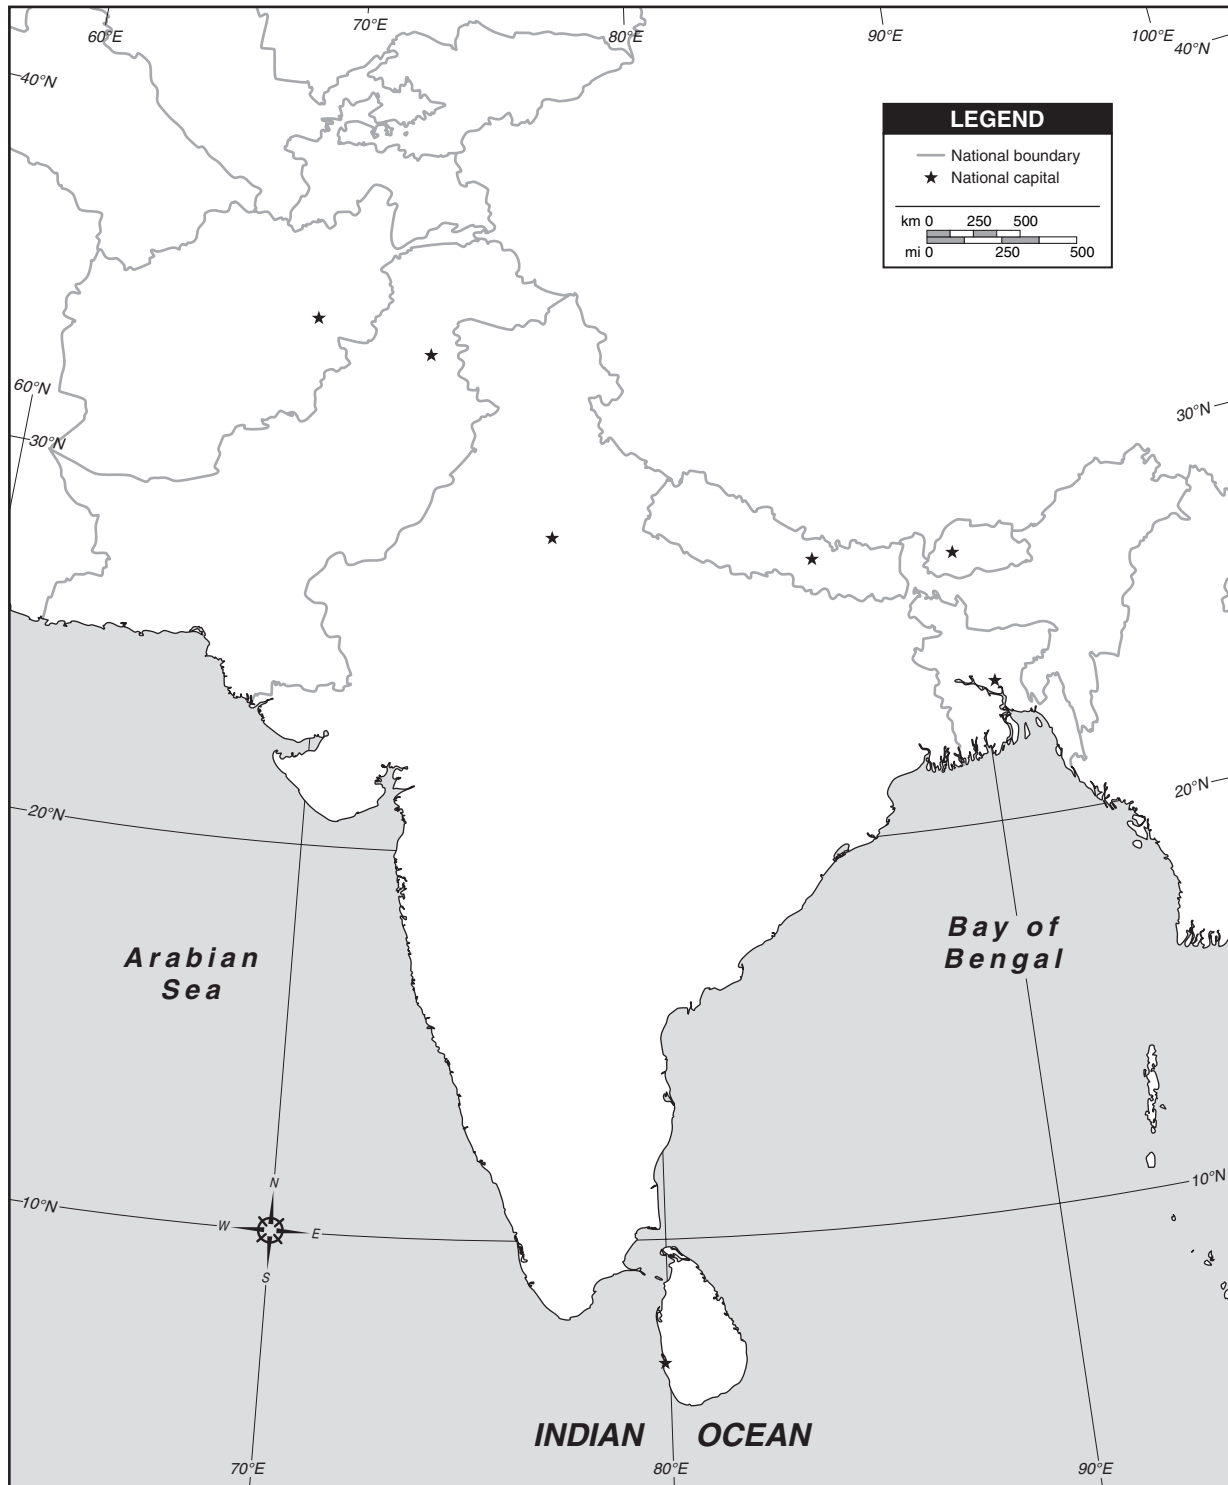 60°E
70°E
80°E
90°E
100°E
40°N
40°N
LEGEND
National boundary
National capital
km 0 250 500
mi 0 250 500
60°N
30°N
30°N
20°N
20°N
Arabian
Sea
Bay of
Bengal
N
W
E
S
10°N
10°N
INDIAN OCEAN
70°E
80°E
90°E